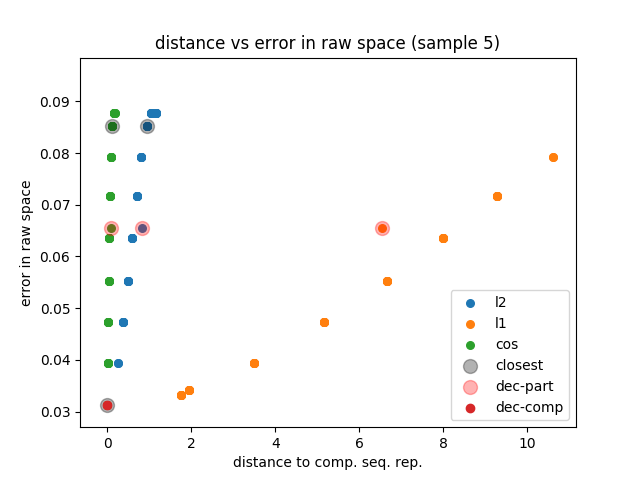 distance vs error in raw space (sample 5)
error in raw space
0.09
0.08
0.07
0.06
0.05
0.04
0.03
l2
l1
cos
closest
dec-part
dec-comp
0 2 4 6 8 10
distance to comp. seq. rep.